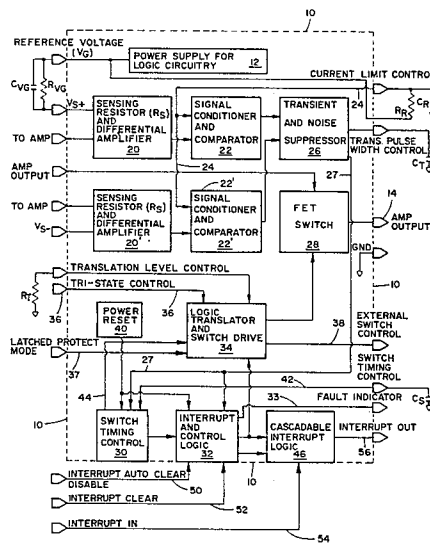 10
REFERENCE VOLTAGE
(VG)
POWER SUPPLY FOR
LOGIC CIRCUITRY 12
CURRENT LIMIT CONTROL
CVG
RVG
VS+
SENSING
RESISTOR (RS)
AND
DIFFERENTIAL
AMPLIFIER
20
SIGNAL
CONDITIONER
AND
COMPARATOR
22
TRANSIENT
AND NOISE
SUPPRESSOR
26
24
RR
CR
TO AMP
TRANS. PULSE
WIDTH CONTROL
CT
24
27
AMP
OUTPUT
22'
TO AMP
VS-
SENSING
RESISTOR (RS)
AND
DIFFERENTIAL
AMPLIFIER
20'
SIGNAL
CONDITIONER
AND
COMPARATOR
22'
FET
SWITCH
28
14
AMP
OUTPUT
GND
TRANSLATION LEVEL CONTROL
TRI-STATE CONTROL
RT
36
36
10
POWER
RESET
40
LOGIC
TRANSLATOR
AND
SWITCH DRIVE
34
38
EXTERNAL
SWITCH
CONTROL
LATCHED PROTECT
MODE
37
27
44
42
SWITCH
TIMING
CONTROL
CS
33
FAULT INDICATOR
10
SWITCH
TIMING
CONTROL
30
INTERRUPT
AND
CONTROL
LOGIC
32
CASCADABLE
INTERRUPT
LOGIC
46
INTERRUPT OUT
56
10
INTERRUPT AUTO CLEAR
DISABLE
50
INTERRUPT CLEAR
52
INTERRUPT IN
54